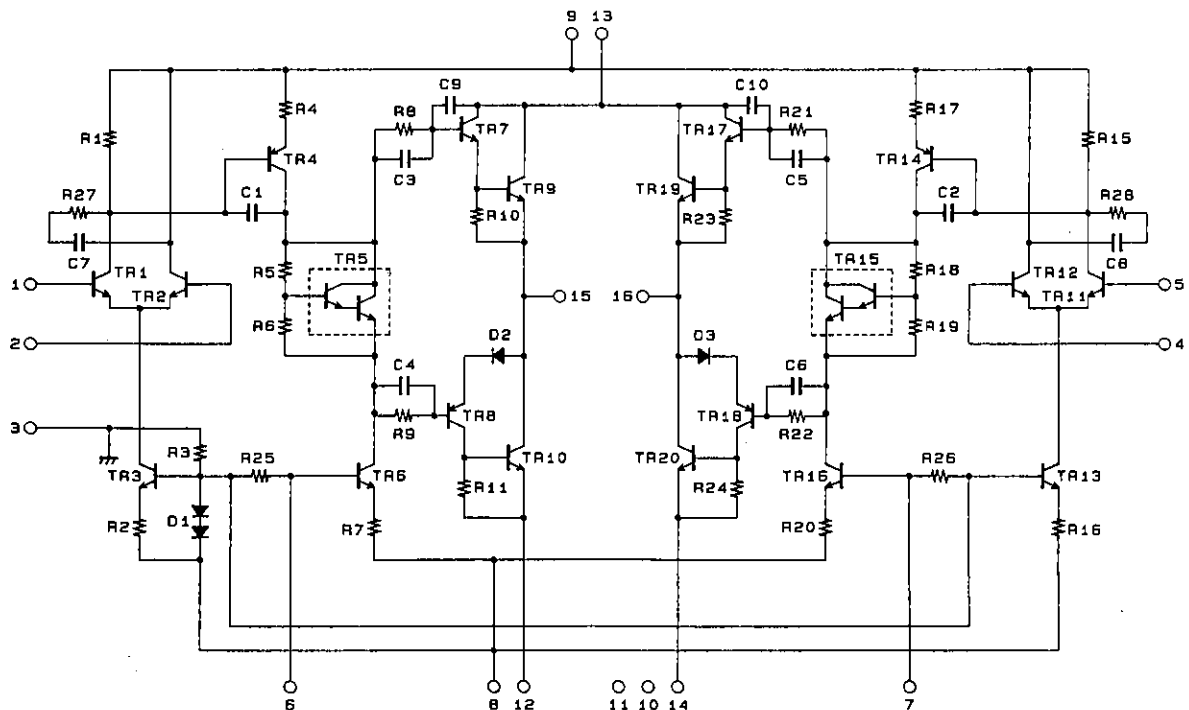 9 13
C9 C10
R4 R8 R21 R17
R1 TR7 TR17 R15
TR4 C3 C5 TR14
R27 C1 TR9 TR19 C2 R28
R10 R23
C7 TR1 R5 TR5 TR15 R18 TR12 C8
1 TR2 15 16 TR11 5
R6 R19
2 D2 D3 4
C4 C6
3 R9 TR8 TR18 R22
R3 TR10 TR20
TR3 R25 TR6 R11 R24 TR16 R26 TR13
R2 D1 R7 R20 R16
6 8 12 11 10 14 7